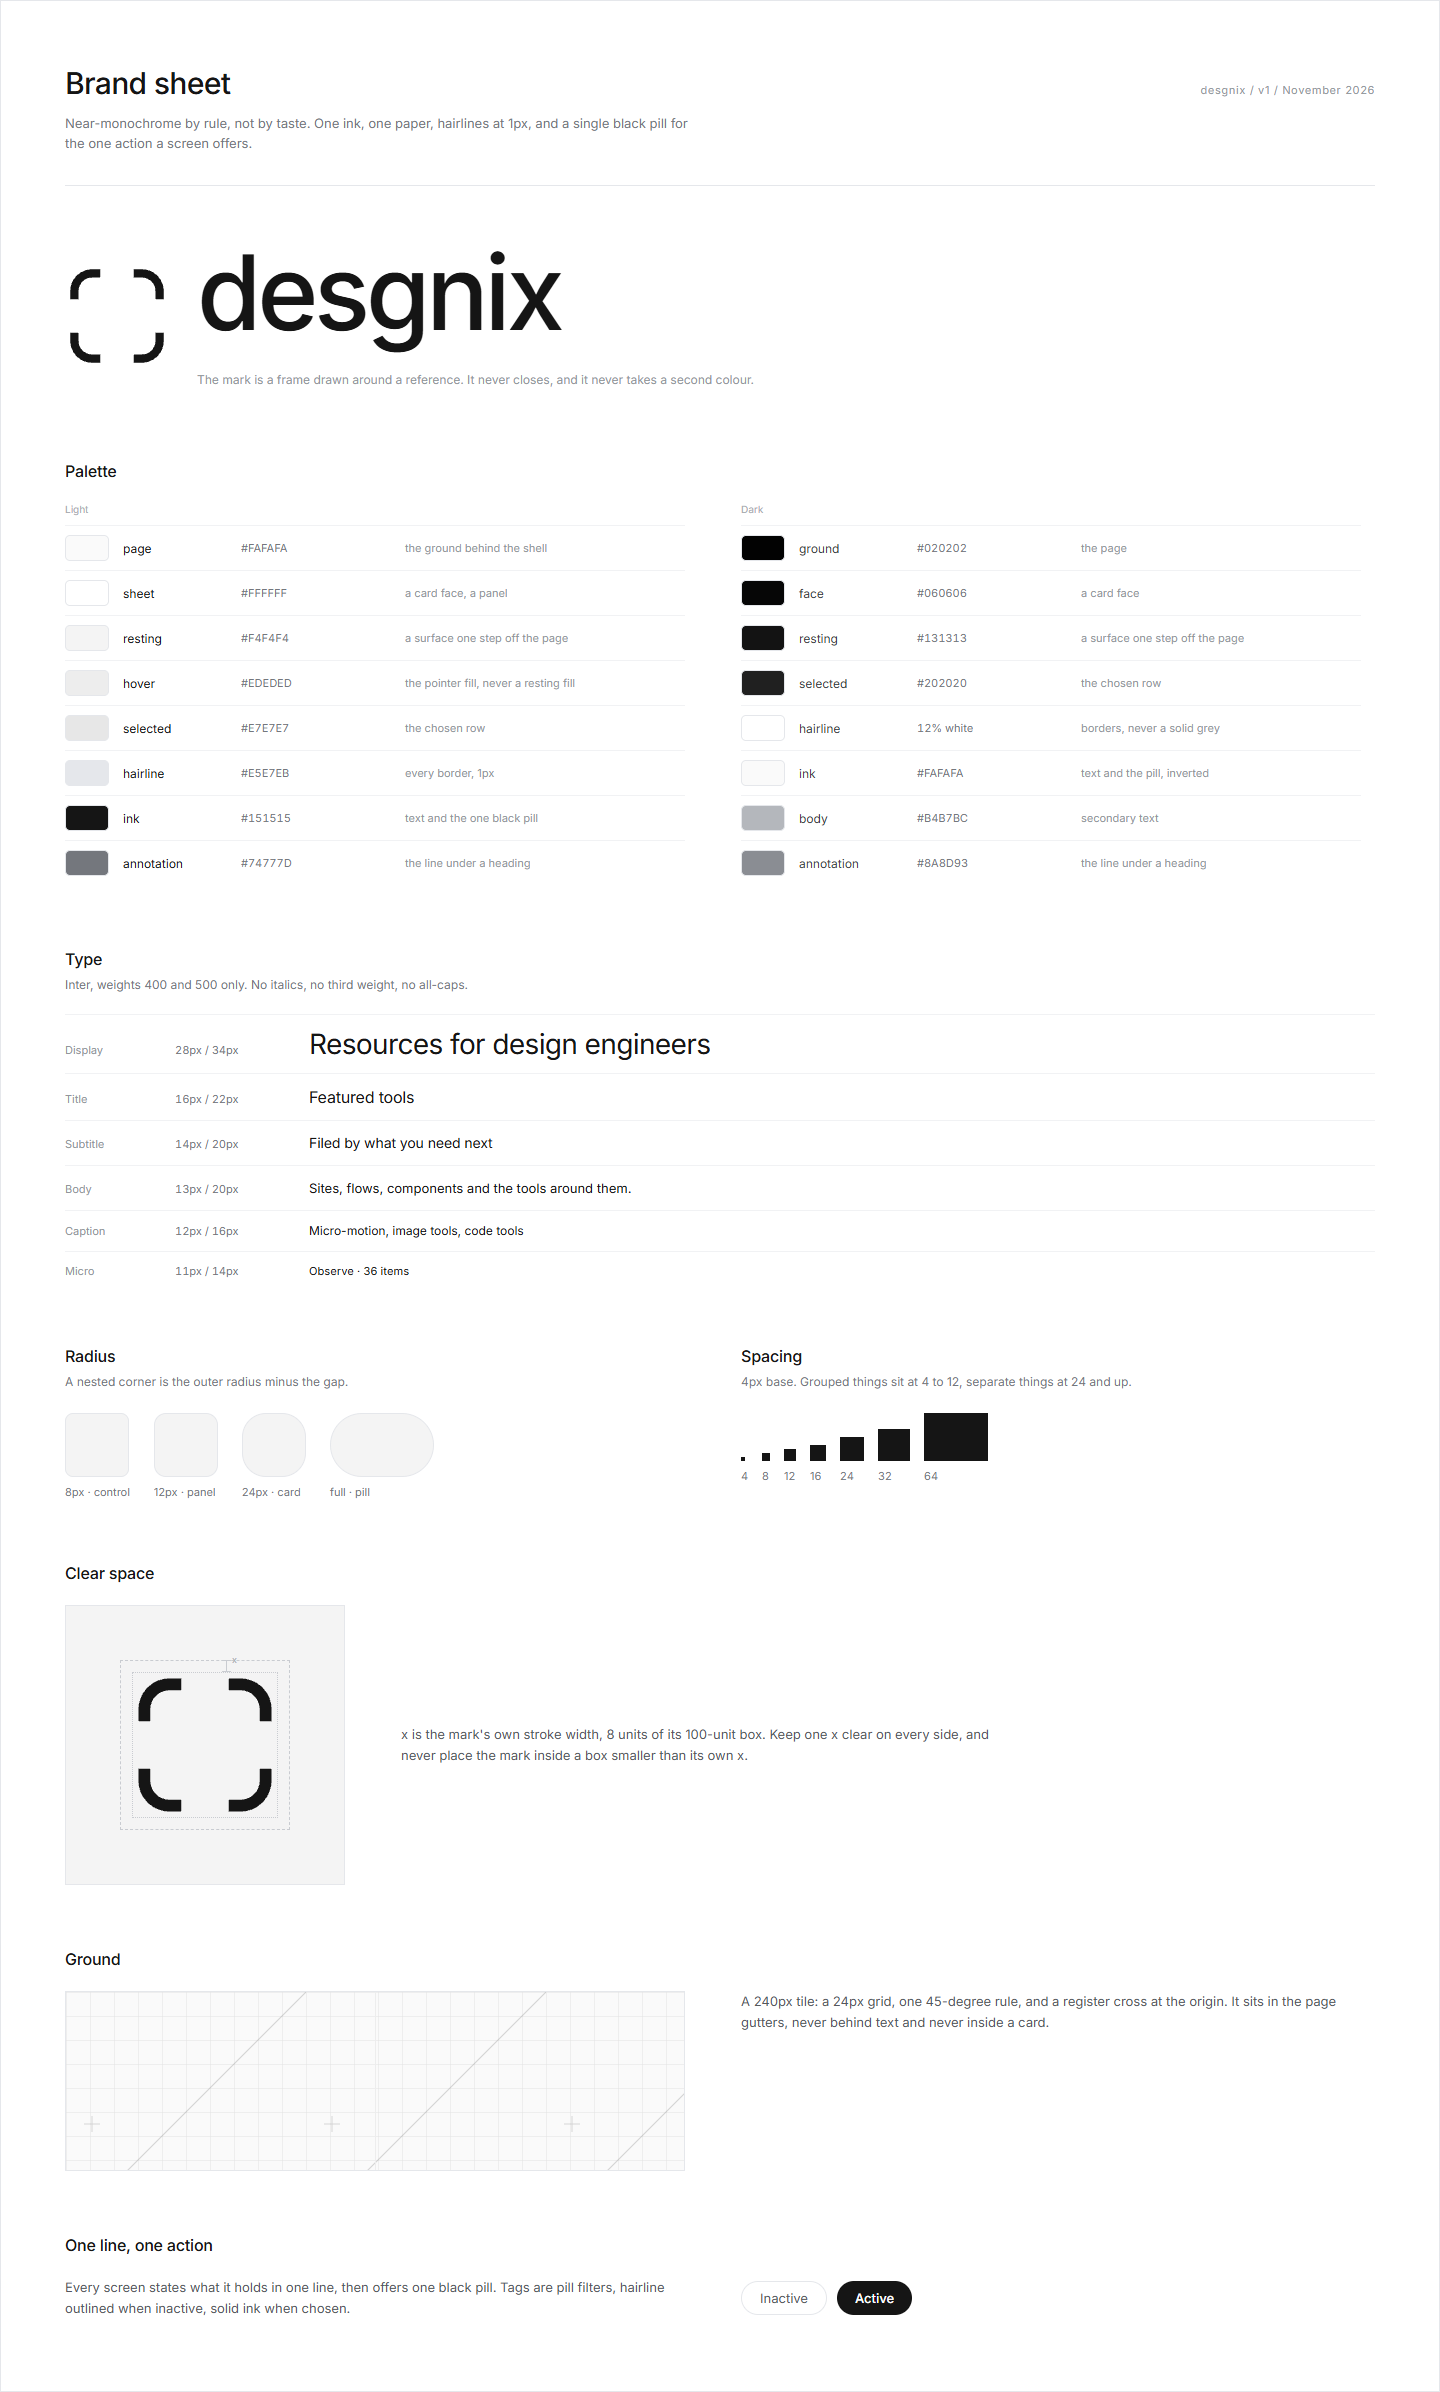 Brand sheet
desgnix / v1 / November 2026
Near-monochrome by rule, not by taste. One ink, one paper, hairlines at 1px, and a single black pill for
the one action a screen offers.
desgnix
The mark is a frame drawn around a reference. It never closes, and it never takes a second colour.
Palette
Light
page #FAFAFA the ground behind the shell
sheet #FFFFFF a card face, a panel
resting #F4F4F4 a surface one step off the page
hover #EDEDED the pointer fill, never a resting fill
selected #E7E7E7 the chosen row
hairline #E5E7EB every border, 1px
ink #151515 text and the one black pill
annotation #74777D the line under a heading
Dark
ground #020202 the page
face #060606 a card face
resting #131313 a surface one step off the page
selected #202020 the chosen row
hairline 12% white borders, never a solid grey
ink #FAFAFA text and the pill, inverted
body #B4B7BC secondary text
annotation #8A8D93 the line under a heading
Type
Inter, weights 400 and 500 only. No italics, no third weight, no all-caps.
Display 28px / 34px Resources for design engineers
Title 16px / 22px Featured tools
Subtitle 14px / 20px Filed by what you need next
Body 13px / 20px Sites, flows, components and the tools around them.
Caption 12px / 16px Micro-motion, image tools, code tools
Micro 11px / 14px Observe · 36 items
Radius
A nested corner is the outer radius minus the gap.
8px · control 12px · panel 24px · card full · pill
Spacing
4px base. Grouped things sit at 4 to 12, separate things at 24 and up.
4 8 12 16 24 32 64
Clear space
x
x is the mark's own stroke width, 8 units of its 100-unit box. Keep one x clear on every side, and
never place the mark inside a box smaller than its own x.
Ground
A 240px tile: a 24px grid, one 45-degree rule, and a register cross at the origin. It sits in the page
gutters, never behind text and never inside a card.
One line, one action
Every screen states what it holds in one line, then offers one black pill. Tags are pill filters, hairline
outlined when inactive, solid ink when chosen.
Inactive Active